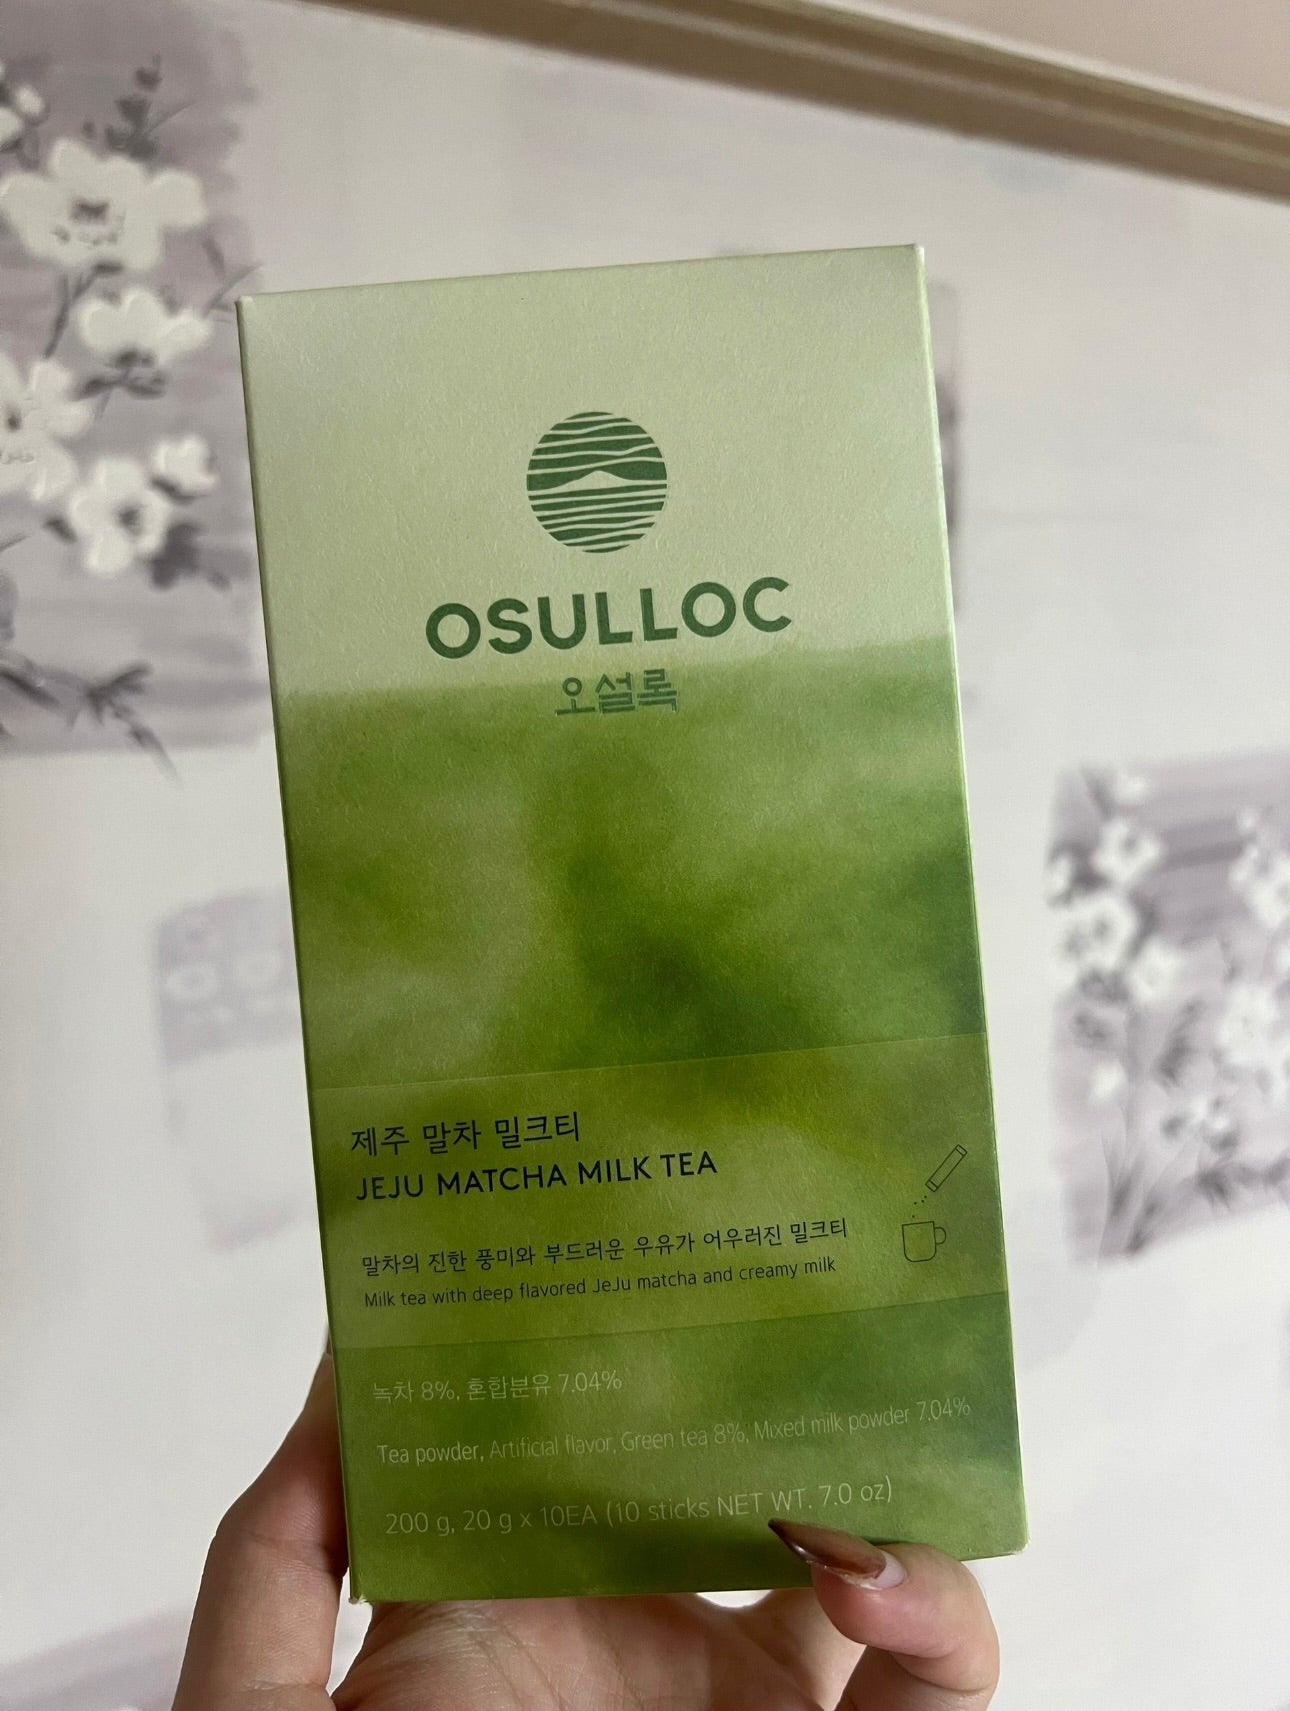 OSULLOC
오설록
제주 말차 밀크티
JEJU MATCHA MILK TEA
말차의 진한 풍미와 부드러운 우유가 어우러진 밀크티
Milk tea with deep flavored JeJu matcha and creamy milk
녹차 8%, 혼합분유 7.04%
Tea powder, Artificial flavor, Green tea 8%, Mixed milk powder 7.04%
200 g, 20 g x 10EA (10 sticks NET WT. 7.0 oz)